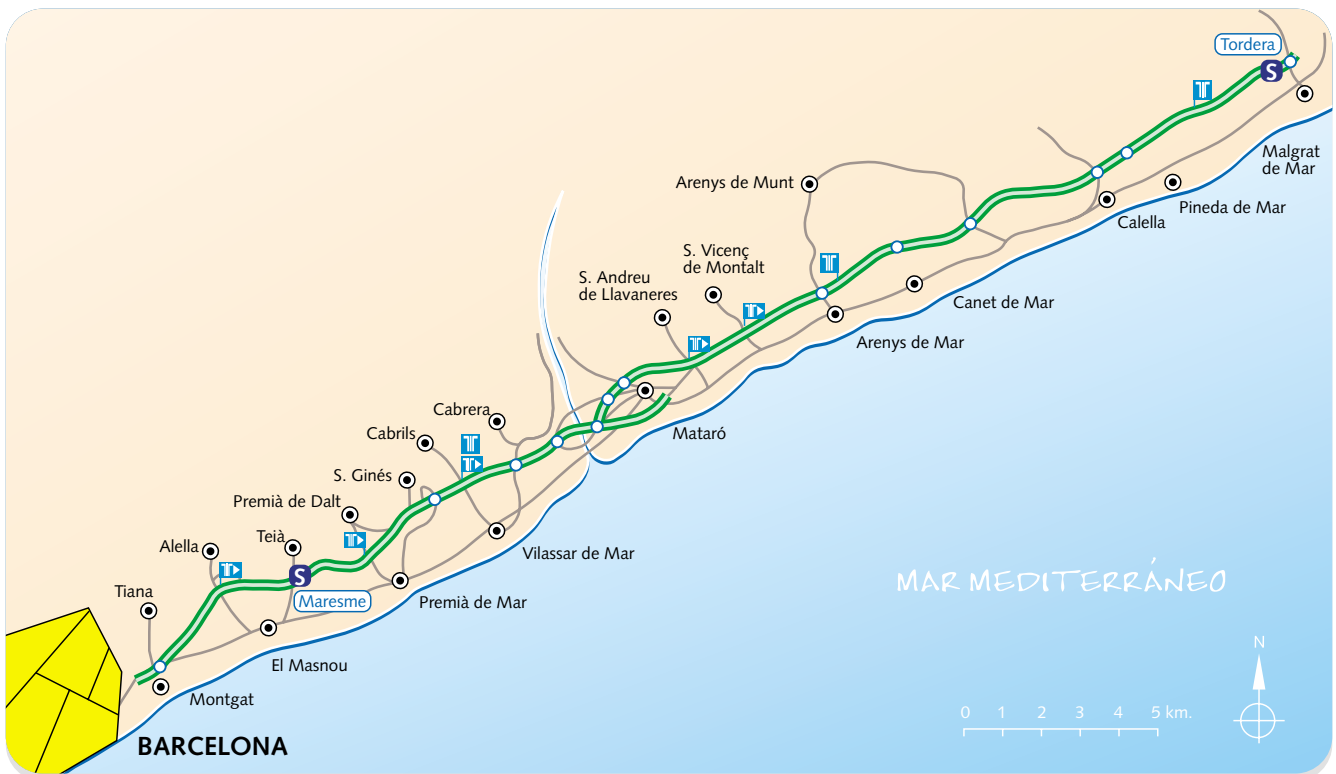 Tordera
S
Malgrat
de Mar
Arenys de Munt
Pineda de Mar
Calella
S. Vicenç
de Montalt
S. Andreu
de Llavaneres
Canet de Mar
Arenys de Mar
Cabrera
Mataró
Cabrils
S. Ginés
Premià de Dalt
Teià
Alella
Vilassar de Mar
S
MAR MEDITERRÁNEO
Tiana
Maresme
Premià de Mar
N
El Masnou
Montgat
0 1 2 3 4 5 km.
BARCELONA